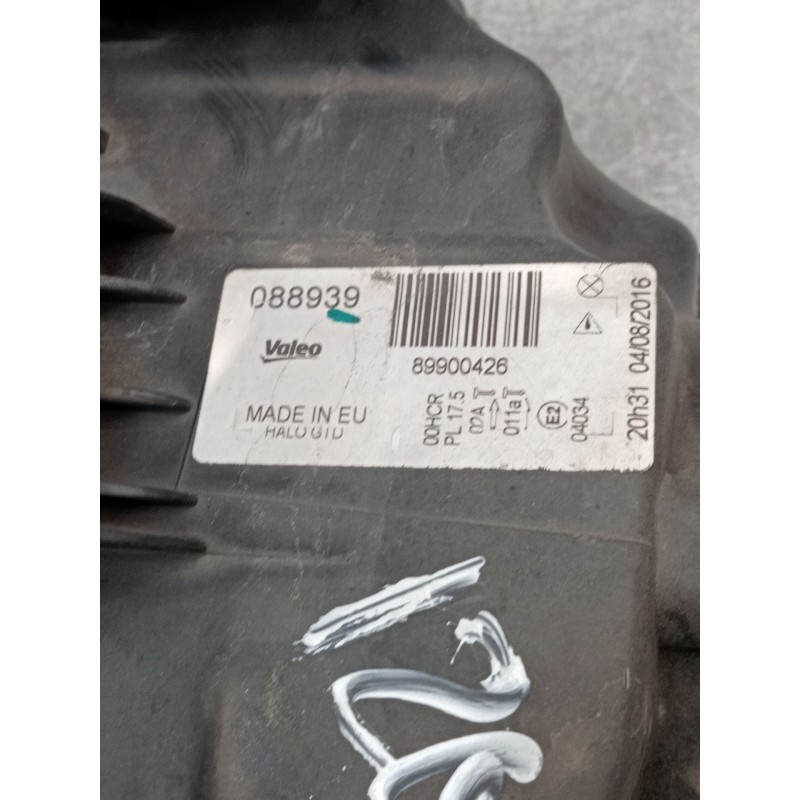 088939
Valeo
MADE IN EU
HALO GTD
89900426
00HCR
PL 17.5
02A
011a
E2
04034
20h31 04/08/2016